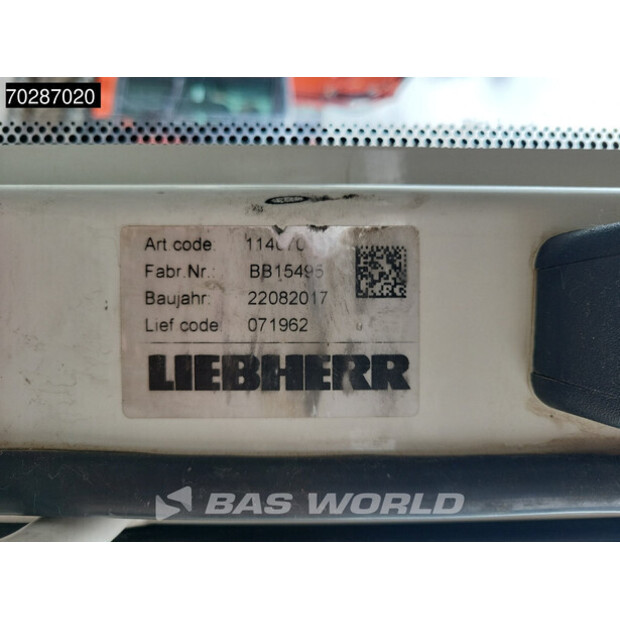 70287020
Art code:
Fabr.Nr.: BB15495
Baujahr: 22082017
Lief code: 071962
LIEBHERR
BAS WORLD